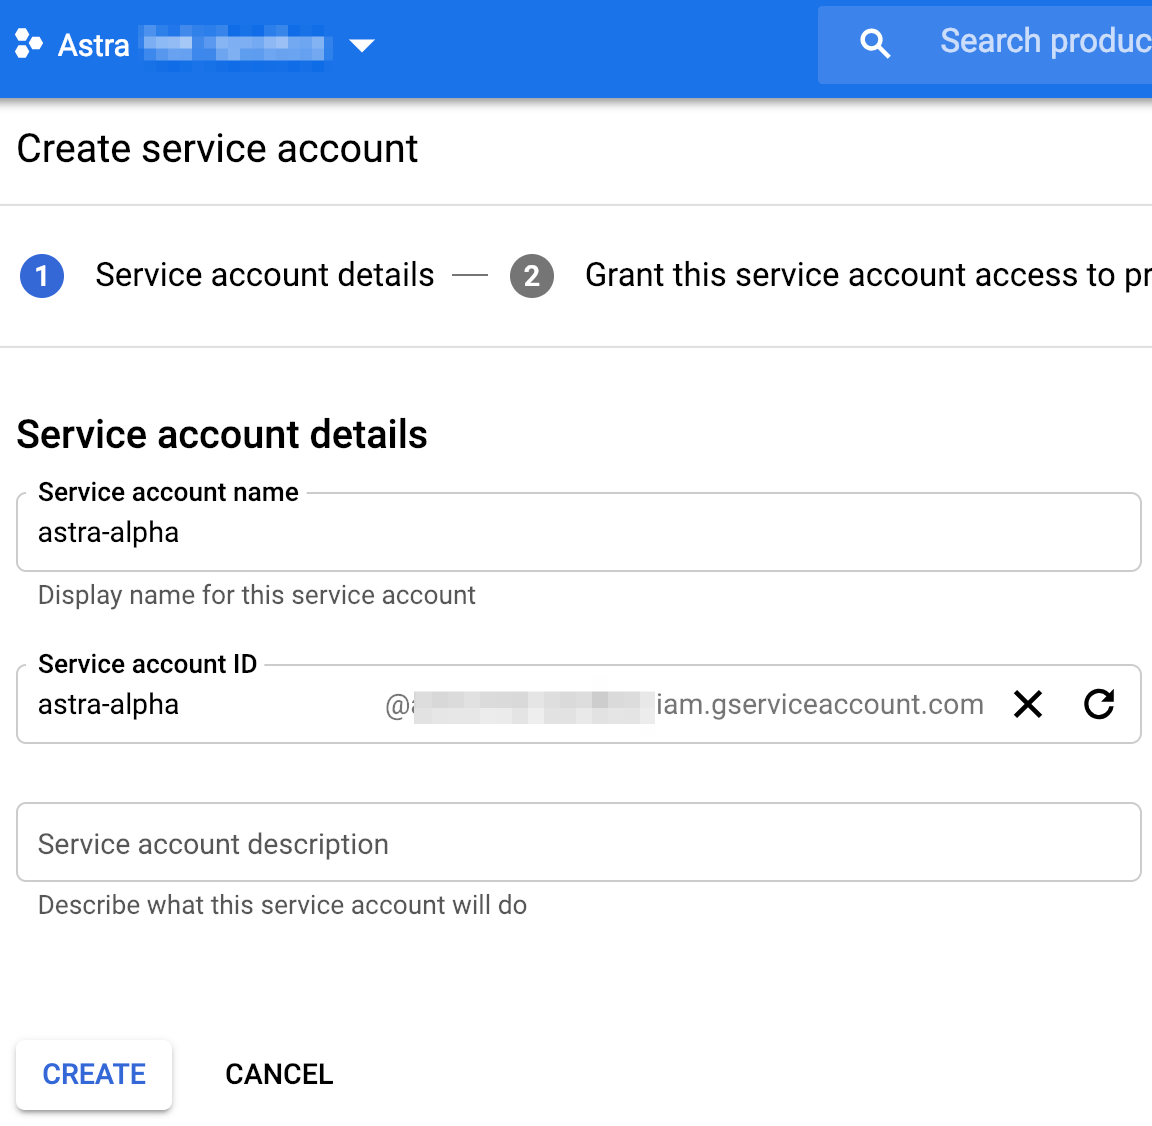 Astra
Search produc
Create service account
1 Service account details — 2 Grant this service account access to pr
Service account details
Service account name
astra-alpha
Display name for this service account
Service account ID
astra-alpha @ iam.gserviceaccount.com
Service account description
Describe what this service account will do
CREATE CANCEL